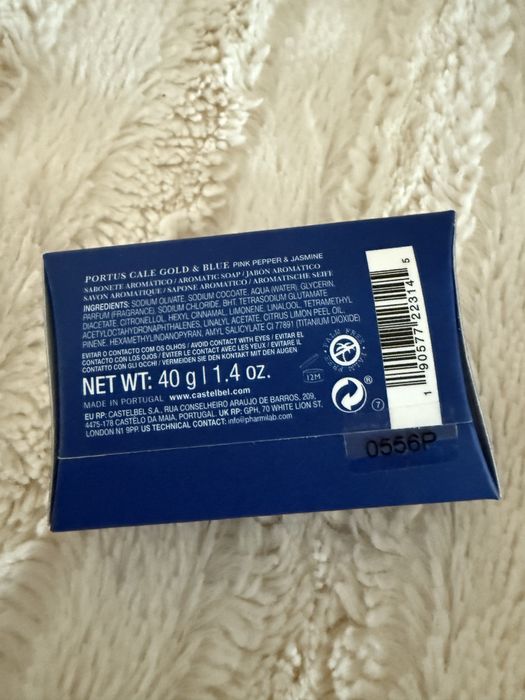 PORTUS CALE GOLD & BLUE PINK PEPPER & JASMINE
SABONETE AROMÁTICO / AROMATIC SOAP / JABÓN AROMÁTICO
SAVON AROMATIQUE / SAPONE AROMATICO / AROMATISCHE SEIFE
INGREDIENTS: SODIUM OLIVATE, SODIUM COCOATE, AQUA (WATER), GLYCERIN,
PARFUM (FRAGRANCE), SODIUM CHLORIDE, BHT, TETRASODIUM GLUTAMATE
DIACETATE, CITRONELLOL, HEXYL CINNAMAL, LIMONENE, LINALOOL, TETRAMETHYL
ACETYLOCTAHYDRONAPHTHALENES, LINALYL ACETATE, CITRUS LIMON PEEL OIL,
PINENE, HEXAMETHYLINDANOPYRAN, AMYL SALICYLATE CI 77891 (TITANIUM DIOXIDE)
EVITAR O CONTACTO COM OS OLHOS / AVOID CONTACT WITH EYES / EVITAR EL
CONTACTO CON LOS OJOS / ÉVITER LE CONTACT AVEC LES YEUX / EVITARE IL
CONTATTO CON GLI OCCHI / VERMEIDEN SIE DEN KONTAKT MIT DEN AUGEN
NET WT: 40 g | 1.4 oz.
MADE IN PORTUGAL www.castelbel.com
EU RP: CASTELBEL S.A., RUA CONSELHEIRO ARAÚJO DE BARROS, 209,
4475-178 CASTÊLO DA MAIA, PORTUGAL. UK RP: GPH, 70 WHITE LION ST.
LONDON N1 9PP. US TECHNICAL CONTACT: info@pharmlab.com
PALM FREE
12M
7
1 90577 22314 5
0556P